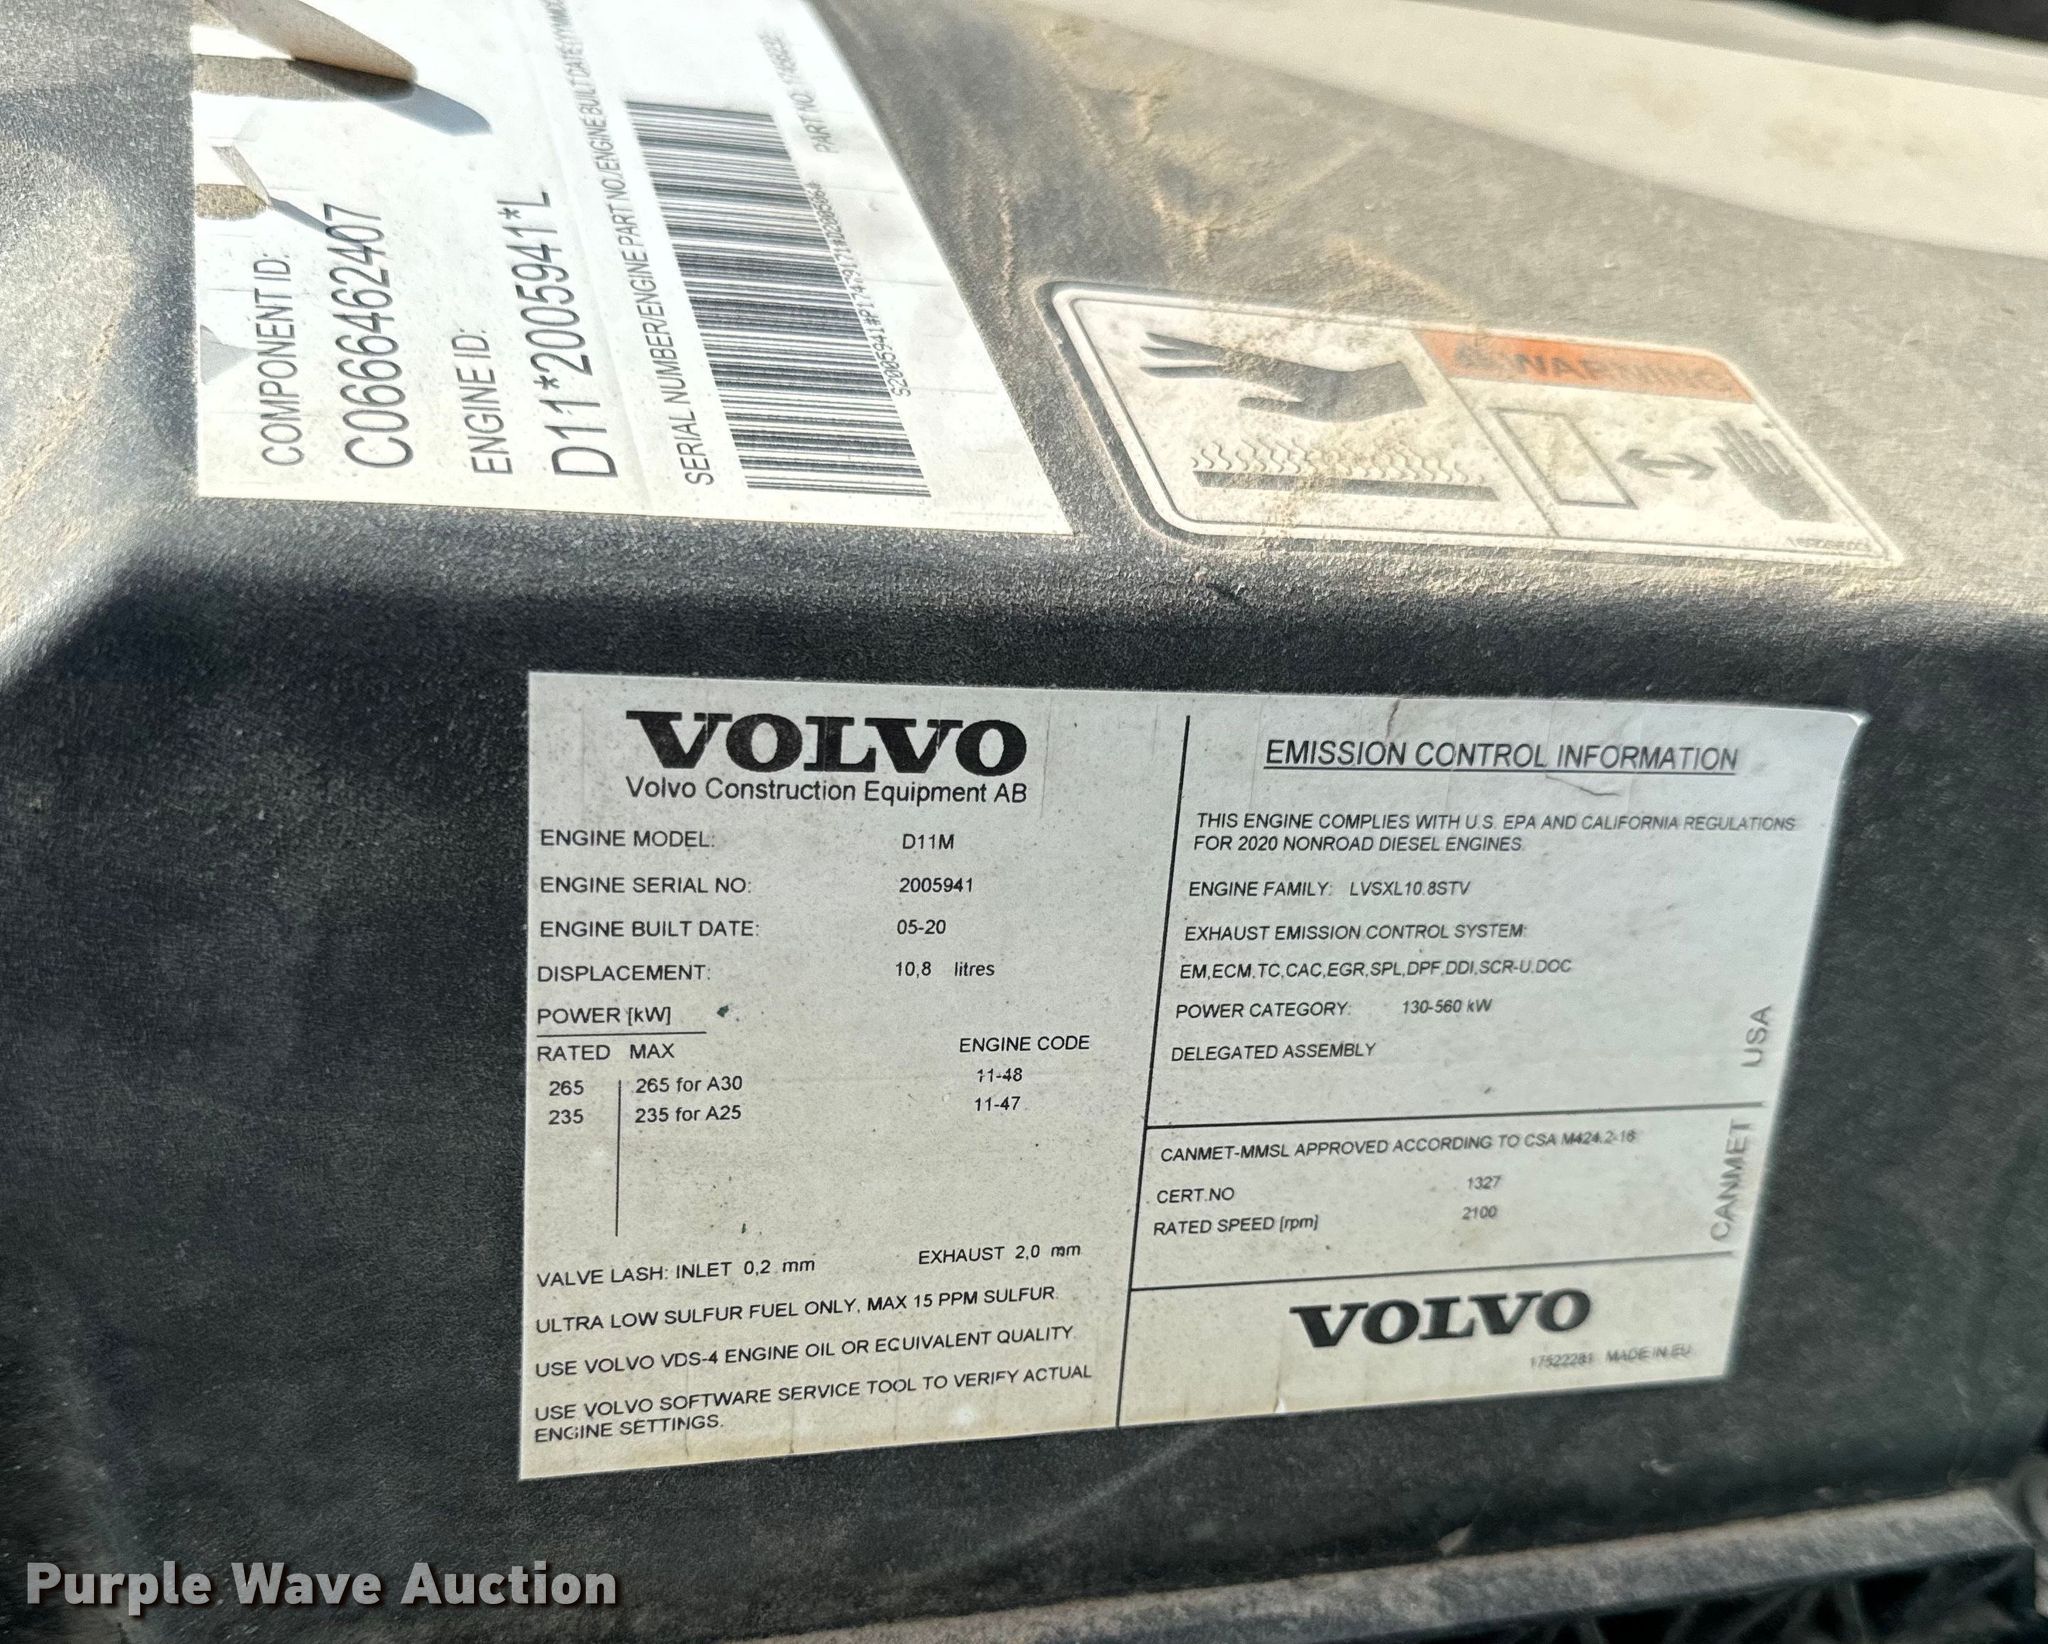 COMPONENT ID:
C0666462407
ENGINE ID:
D11*2005941*L
SERIAL NUMBER/ENGINE PART NO./ENGINE BUILT DATE
PART NO.
WARNING
VOLVO
Volvo Construction Equipment AB
ENGINE MODEL: D11M
ENGINE SERIAL NO: 2005941
ENGINE BUILT DATE: 05-20
DISPLACEMENT: 10,8 litres
POWER [kW]
RATED MAX ENGINE CODE
265 265 for A30 11-48
235 235 for A25 11-47
VALVE LASH: INLET 0,2 mm EXHAUST 2,0 mm
ULTRA LOW SULFUR FUEL ONLY, MAX 15 PPM SULFUR.
USE VOLVO VDS-4 ENGINE OIL OR EQUIVALENT QUALITY.
USE VOLVO SOFTWARE SERVICE TOOL TO VERIFY ACTUAL
ENGINE SETTINGS.
EMISSION CONTROL INFORMATION
THIS ENGINE COMPLIES WITH U.S. EPA AND CALIFORNIA REGULATIONS
FOR 2020 NONROAD DIESEL ENGINES.
ENGINE FAMILY: LVSXL10.8STV
EXHAUST EMISSION CONTROL SYSTEM:
EM,ECM,TC,CAC,EGR,SPL,DPF,DDI,SCR-U,DOC
POWER CATEGORY: 130-560 kW
DELEGATED ASSEMBLY
USA
CANMET-MMSL APPROVED ACCORDING TO CSA M424.2-16
CERT.NO 1327
RATED SPEED [rpm] 2100
CANMET
VOLVO
17522281 MADE IN EU
Purple Wave Auction